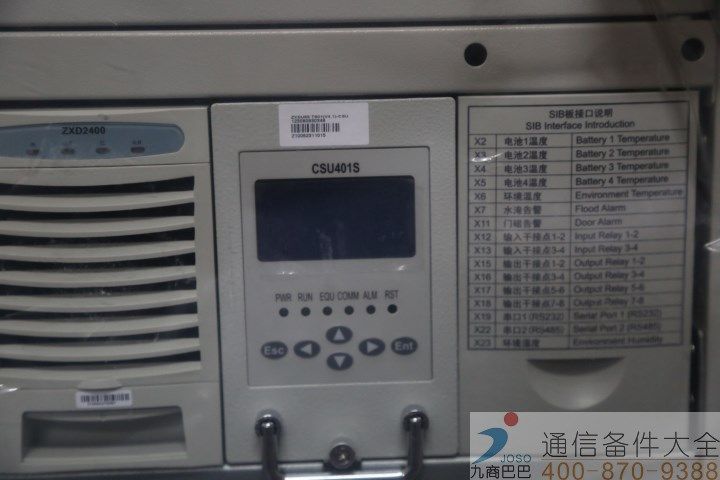 ZXD2400
210082311015
CSU401S
PWR RUN EQU COMM ALM RST
Esc Ent
SIB板接口说明
SIB Interface Introduction
X2 电池1温度 Battery 1 Temperature
X3 电池2温度 Battery 2 Temperature
X4 电池3温度 Battery 3 Temperature
X5 电池4温度 Battery 4 Temperature
X6 环境温度 Environment Temperature
X7 水淹告警 Flood Alarm
X11 门磁告警 Door Alarm
X12 输入干接点1-2 Input Relay 1-2
X13 输入干接点3-4 Input Relay 3-4
X15 输出干接点1-2 Output Relay 1-2
X16 输出干接点3-4 Output Relay 3-4
X17 输出干接点5-6 Output Relay 5-6
X18 输出干接点7-8 Output Relay 7-8
X19 串口1 (RS232) Serial Port 1 (RS232)
X22 串口2 (RS485) Serial Port 2 (RS485)
X23 环境湿度 Environment Humidity
JOSO
九商巴巴
通信备件大全
400-870-9388